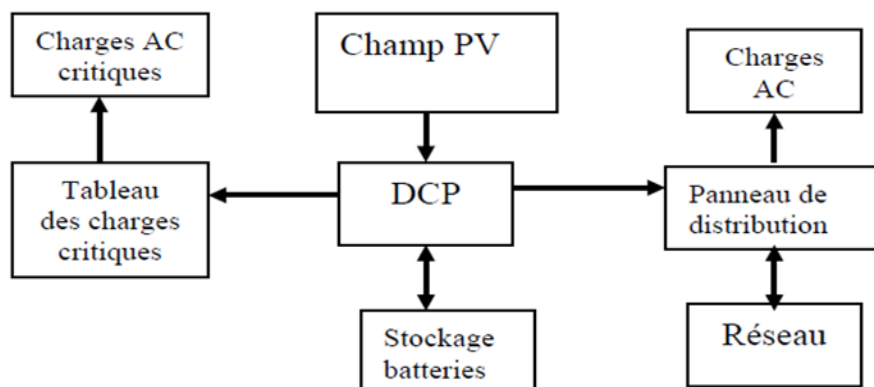 Charges AC
critiques
Champ PV
Charges
AC
Tableau
des charges
critiques
DCP
Panneau de
distribution
Stockage
batteries
Réseau